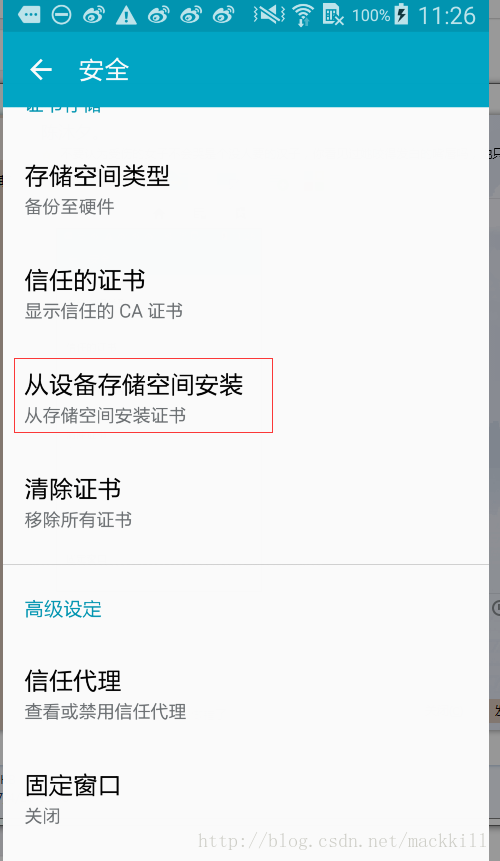 100%
11:26
安全
证书存储
存储空间类型
备份至硬件
信任的证书
显示信任的 CA 证书
从设备存储空间安装
从存储空间安装证书
清除证书
移除所有证书
高级设定
信任代理
查看或禁用信任代理
固定窗口
关闭
http://blog.csdn.net/mackkill